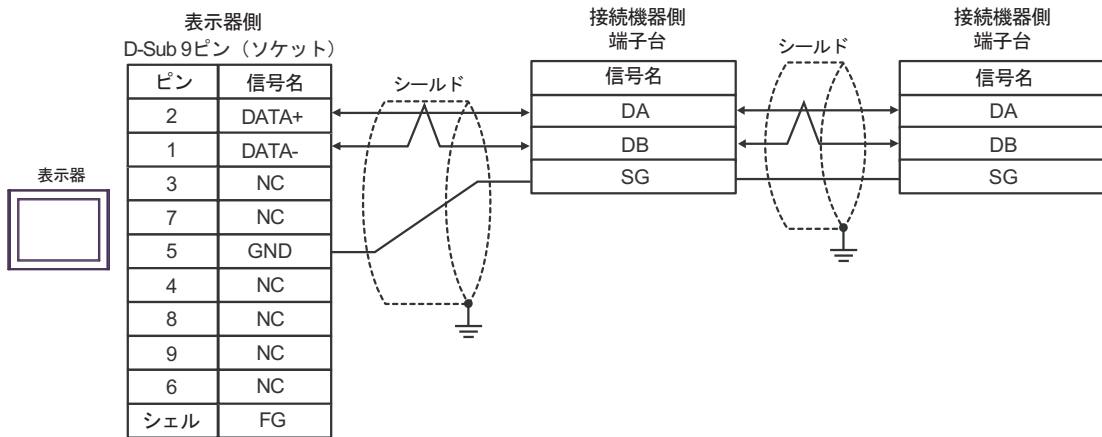 表示器側
D-Sub 9ピン（ソケット）
ピン 信号名
2 DATA+
1 DATA-
3 NC
7 NC
5 GND
4 NC
8 NC
9 NC
6 NC
シェル FG
表示器
シールド
接続機器側
端子台
信号名
DA
DB
SG
シールド
接続機器側
端子台
信号名
DA
DB
SG